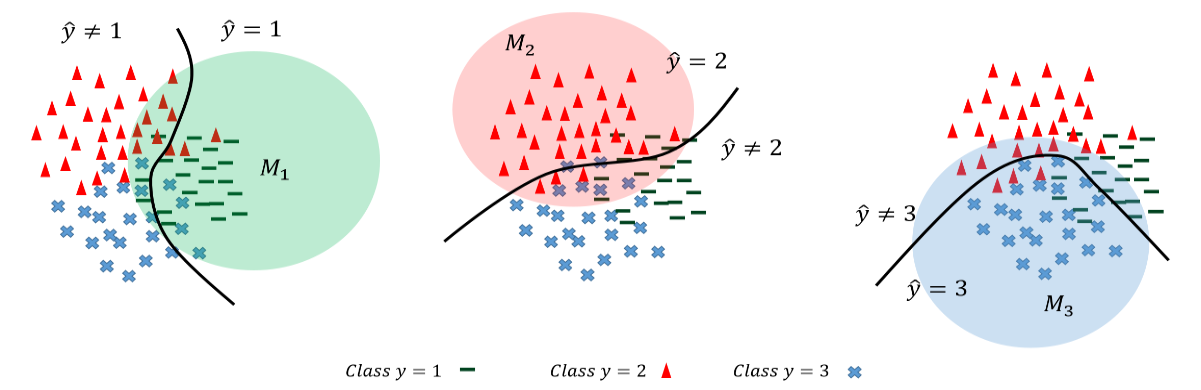 ŷ ≠ 1
ŷ = 1
M₁
M₂
ŷ = 2
ŷ ≠ 2
ŷ ≠ 3
ŷ = 3
M₃
Class y = 1
Class y = 2
Class y = 3